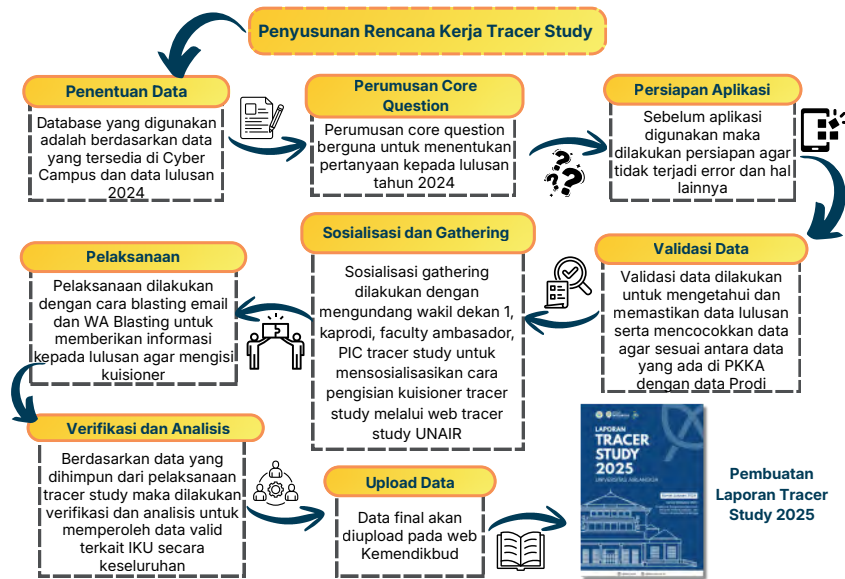 Penyusunan Rencana Kerja Tracer Study
Penentuan Data
Database yang digunakan
adalah berdasarkan data
yang tersedia di Cyber
Campus dan data lulusan
2024
Perumusan Core
Question
Perumusan core question
berguna untuk menentukan
pertanyaan kepada lulusan
tahun 2024
Persiapan Aplikasi
Sebelum aplikasi
digunakan maka
dilakukan persiapan agar
tidak terjadi error dan hal
lainnya
Validasi Data
Validasi data dilakukan
untuk mengetahui dan
memastikan data lulusan
serta mencocokkan data
agar sesuai antara data
yang ada di PKKA
dengan data Prodi
Sosialisasi dan Gathering
Sosialisasi gathering
dilakukan dengan
mengundang wakil dekan 1,
kaprodi, faculty ambasador,
PIC tracer study untuk
mensosialisasikan cara
pengisian kuisioner tracer
study melalui web tracer
study UNAIR
Pelaksanaan
Pelaksanaan dilakukan
dengan cara blasting email
dan WA Blasting untuk
memberikan informasi
kepada lulusan agar mengisi
kuisioner
Verifikasi dan Analisis
Berdasarkan data yang
dihimpun dari pelaksanaan
tracer study maka dilakukan
verifikasi dan analisis untuk
memperoleh data valid
terkait IKU secara
keseluruhan
Upload Data
Data final akan
diupload pada web
Kemendikbud
LAPORAN
TRACER
STUDY
2025
UNIVERSITAS AIRLANGGA
Pembuatan
Laporan Tracer
Study 2025